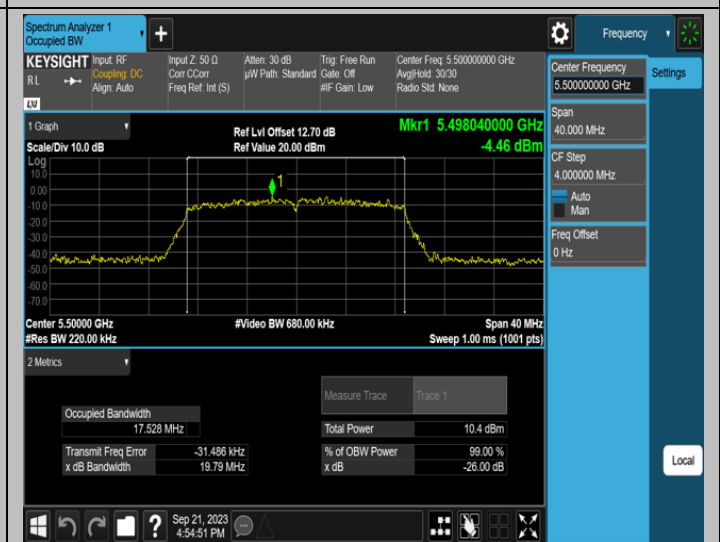 Spectrum Analyzer 1
Occupied BW
Frequency
KEYSIGHT
RL
LXI
Input: RF
Coupling: DC
Align: Auto
Input Z: 50 Ω
Corr CCorr
Freq Ref: Int (S)
Atten: 30 dB
µW Path: Standard
Trig: Free Run
Gate: Off
#IF Gain: Low
Center Freq: 5.500000000 GHz
Avg|Hold: 30/30
Radio Std: None
Center Frequency
5.500000000 GHz
Settings
Span
40.000 MHz
CF Step
4.000000 MHz
Auto
Man
Freq Offset
0 Hz
Local
1 Graph
Scale/Div 10.0 dB
Ref Lvl Offset 12.70 dB
Ref Value 20.00 dBm
Mkr1 5.498040000 GHz
-4.46 dBm
Log
10.0
0.00
-10.0
-20.0
-30.0
-40.0
-50.0
-60.0
-70.0
1
Center 5.50000 GHz
#Res BW 220.00 kHz
#Video BW 680.00 kHz
Span 40 MHz
Sweep 1.00 ms (1001 pts)
2 Metrics
Measure Trace Trace 1
Occupied Bandwidth
17.528 MHz
Total Power 10.4 dBm
Transmit Freq Error -31.486 kHz
% of OBW Power 99.00 %
x dB Bandwidth 19.79 MHz
x dB -26.00 dB
Sep 21, 2023
4:54:51 PM